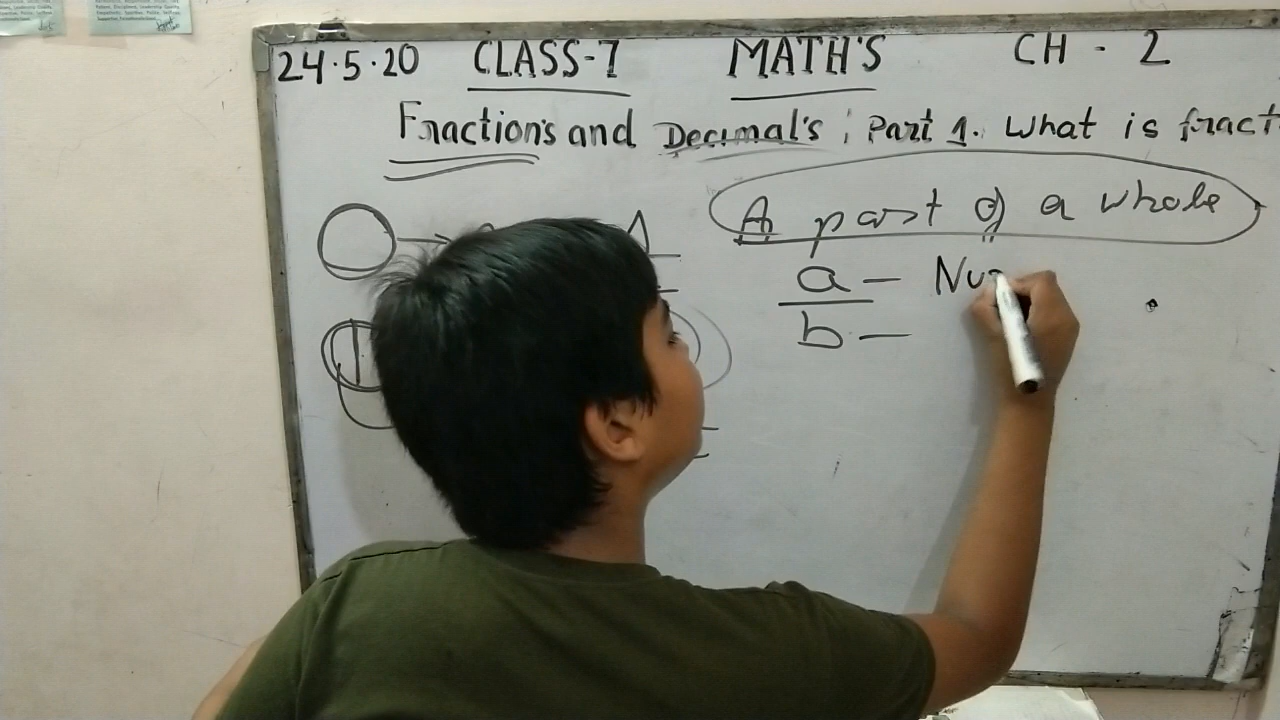 24.5.20 CLASS-7 MATH'S CH - 2
Fraction's and Decimal's ; Part 1. What is fract
A part of a whole
a — Nu
b —